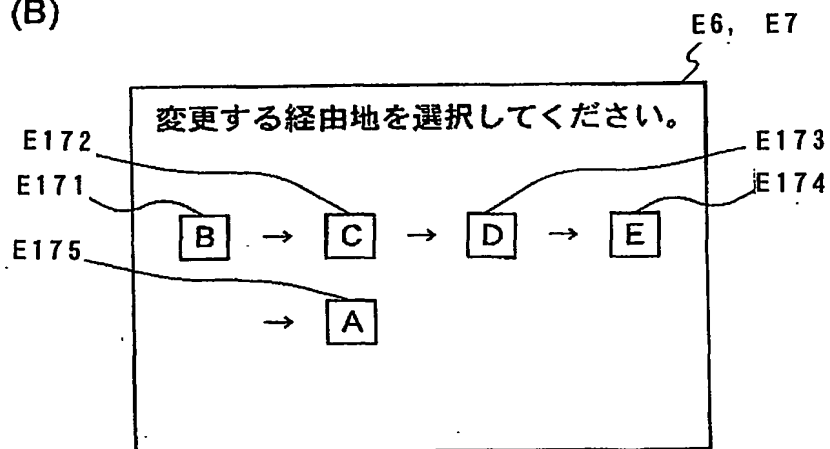 (B)
E6, E7
変更する経由地を選択してください。
E172
E173
E171
E174
B → C → D → E
E175
→ A